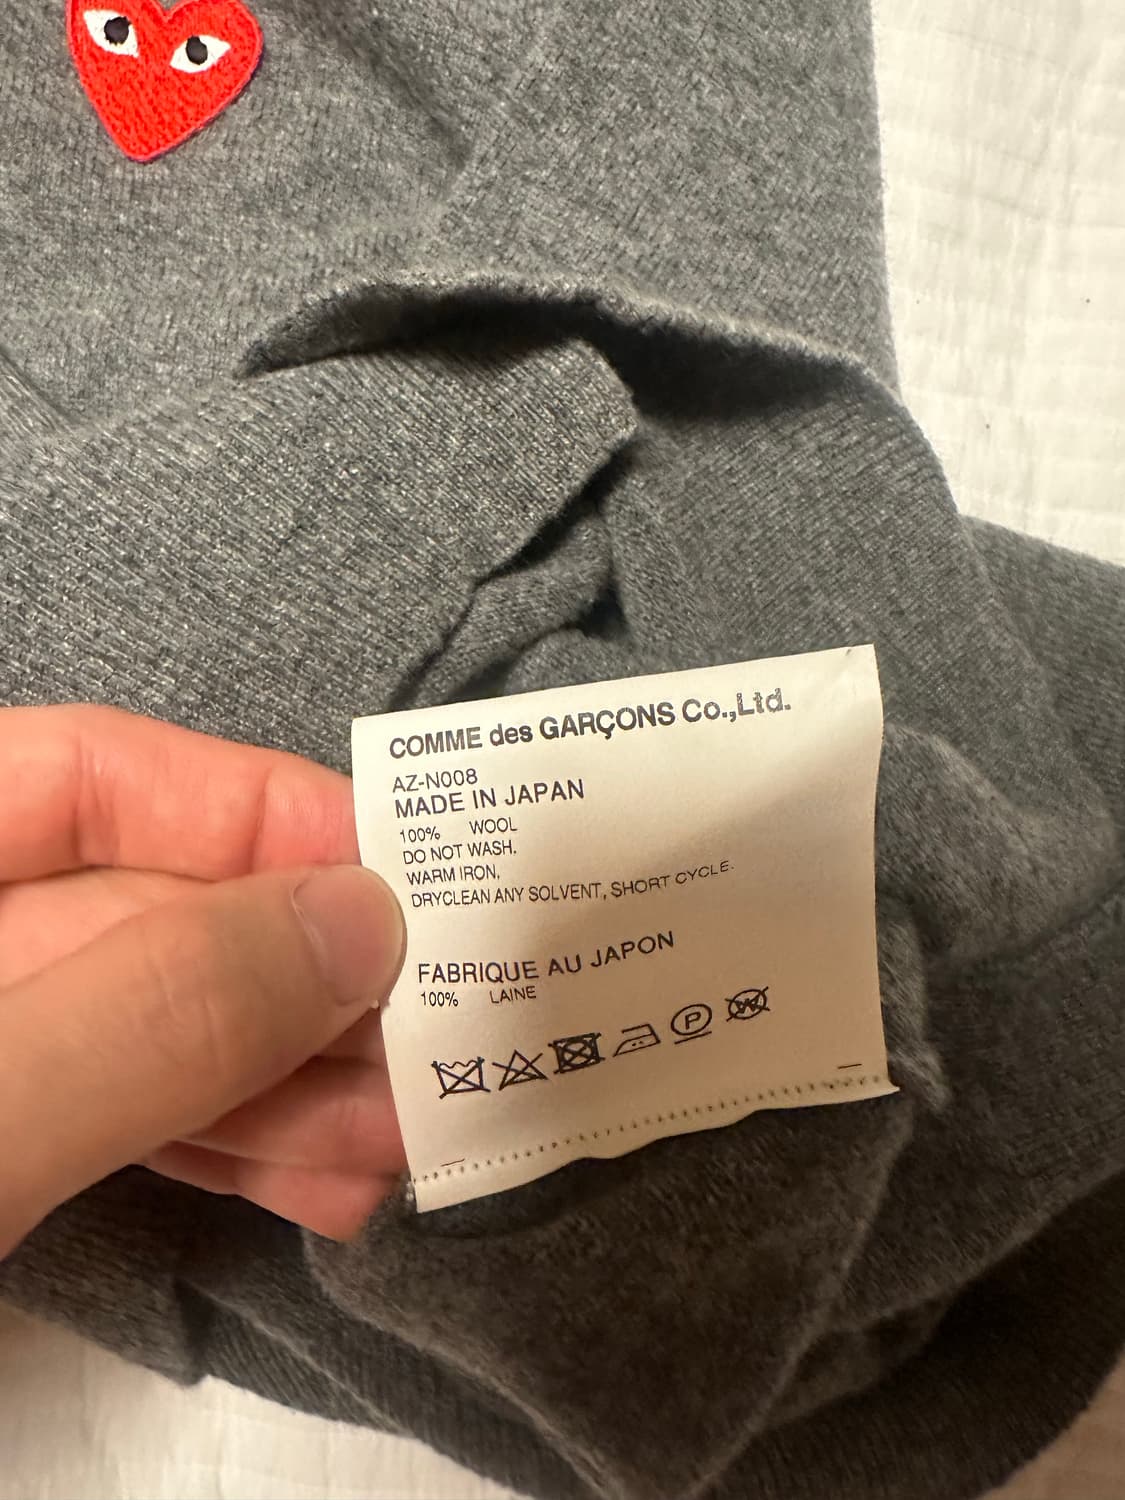 COMME des GARÇONS Co.,Ltd.
AZ-N008
MADE IN JAPAN
100% WOOL
DO NOT WASH.
WARM IRON.
DRYCLEAN ANY SOLVENT, SHORT CYCLE.
FABRIQUE AU JAPON
100% LAINE
P W